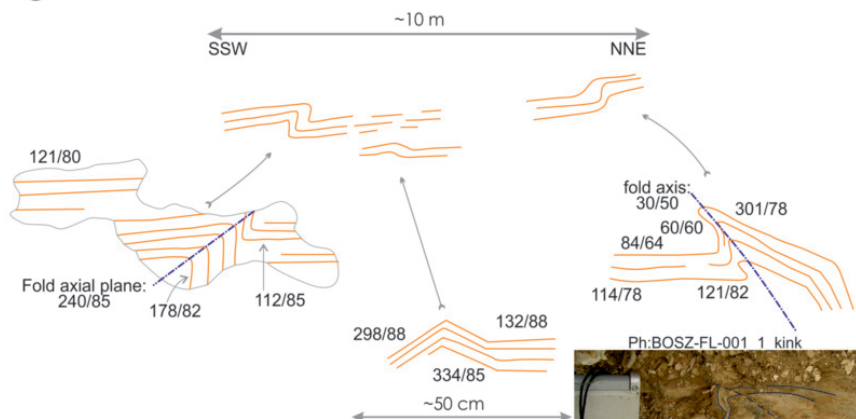 ~10 m
SSW
NNE
121/80
fold axis:
30/50
301/78
60/60
84/64
Fold axial plane:
240/85
112/85
178/82
114/78
121/82
298/88
132/88
334/85
Ph:BOSZ-FL-001_1_kink
~50 cm